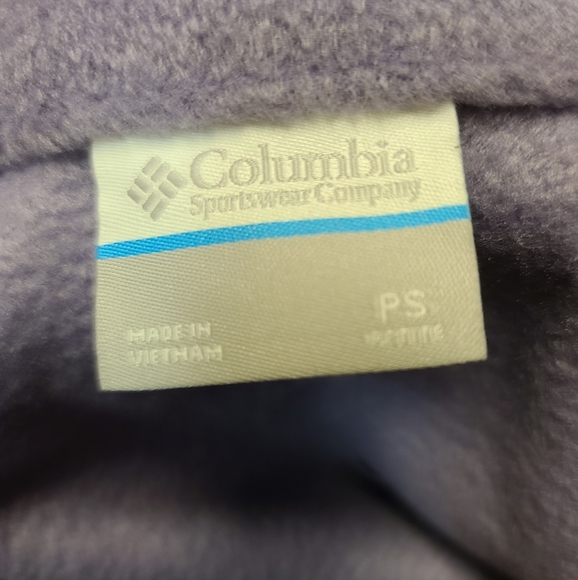 Columbia
Sportswear Company
PS
MADE IN
VIETNAM